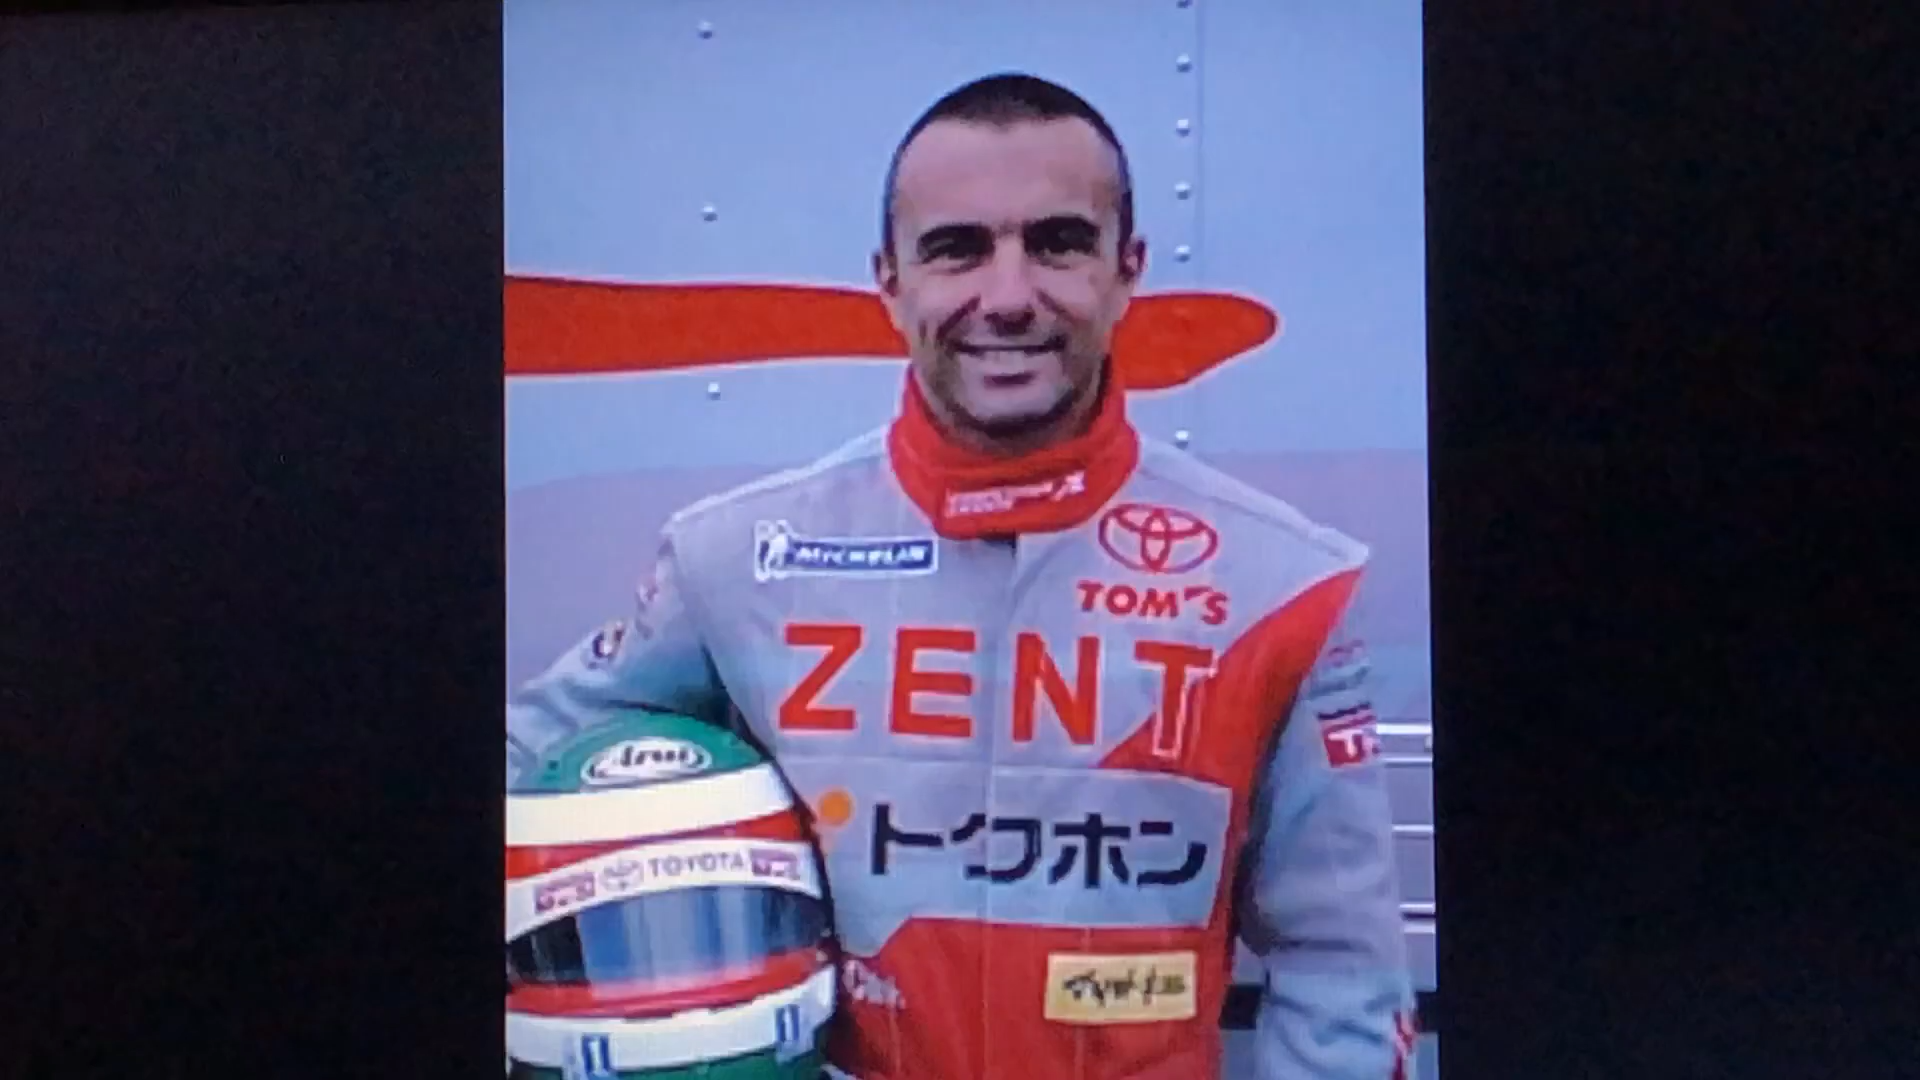 MICHELIN
TOM'S
ZENT
Arai
トクホン
TOYOTA